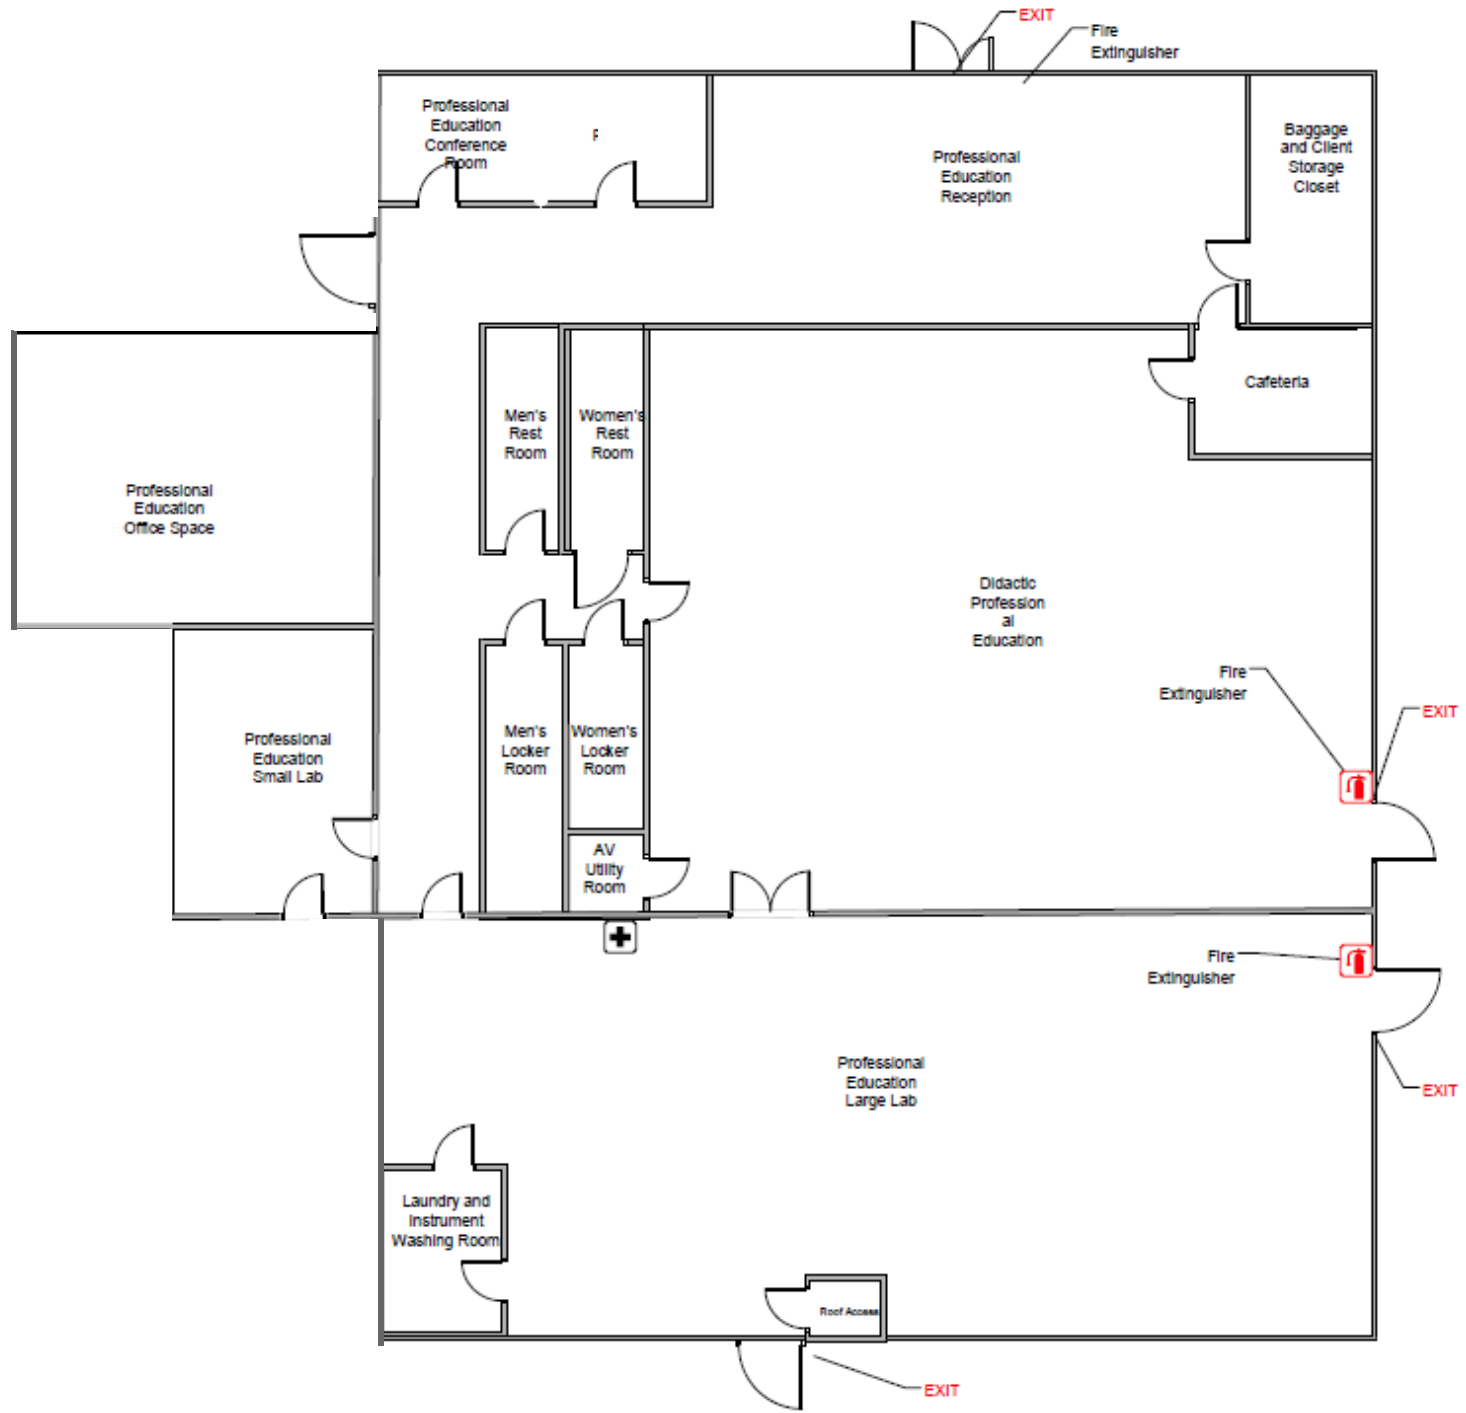 EXIT
Fire
Extinguisher
Professional
Education
Conference
Room
Professional
Education
Reception
Baggage
and Client
Storage
Closet
Cafeteria
Men's
Rest
Room
Women's
Rest
Room
Professional
Education
Office Space
Didactic
Profession
al
Education
Fire
Extinguisher
EXIT
Professional
Education
Small Lab
Men's
Locker
Room
Women's
Locker
Room
AV
Utility
Room
Fire
Extinguisher
Professional
Education
Large Lab
EXIT
Laundry and
Instrument
Washing Room
Roof Access
EXIT